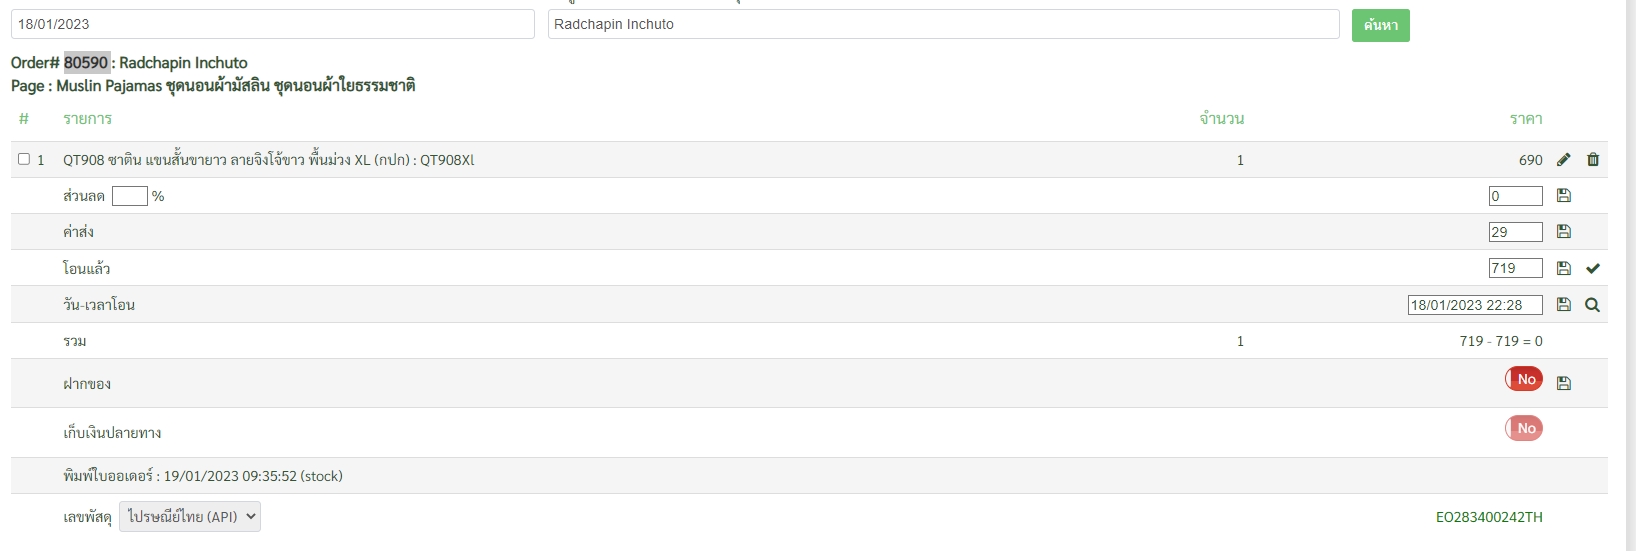 18/01/2023 Radchapin Inchuto ค้นหา
Order# 80590 : Radchapin Inchuto
Page : Muslin Pajamas ชุดนอนผ้ามัสลิน ชุดนอนผ้าใยธรรมชาติ
# รายการ จำนวน ราคา
1 QT908 ซาติน แขนสั้นขายาว ลายจิงโจ้ขาว พื้นม่วง XL (กปก) : QT908Xl 1 690
ส่วนลด % 0
ค่าส่ง 29
โอนแล้ว 719
วัน-เวลาโอน 18/01/2023 22:28
รวม 1 719 - 719 = 0
ฝากของ No
เก็บเงินปลายทาง No
พิมพ์ใบออเดอร์ : 19/01/2023 09:35:52 (stock)
เลขพัสดุ ไปรษณีย์ไทย (API) EO283400242TH